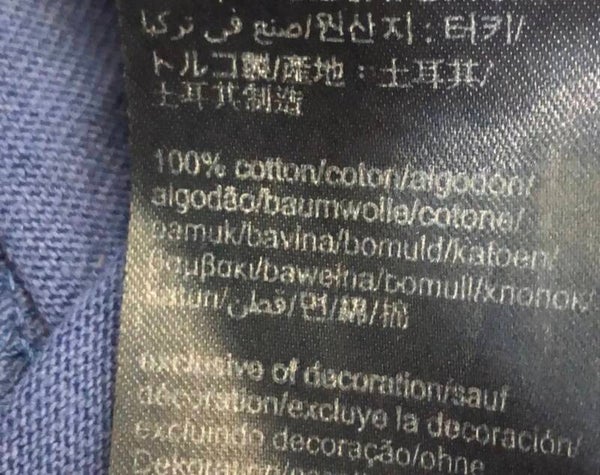 صنع في تركيا/원산지 : 터키/
トルコ製/産地 : 土耳其/
土耳其制造
100% cotton/coton/algodón/
algodão/baumwolle/cotone/
pamuk/bavlna/bomuld/katoen/
βαμβακι/bawełna/bomull/хлопок/
katun/قطن/면/綿/棉
exclusive of decoration/sauf
décoration/excluye la decoración/
excluindo decoração/ohne